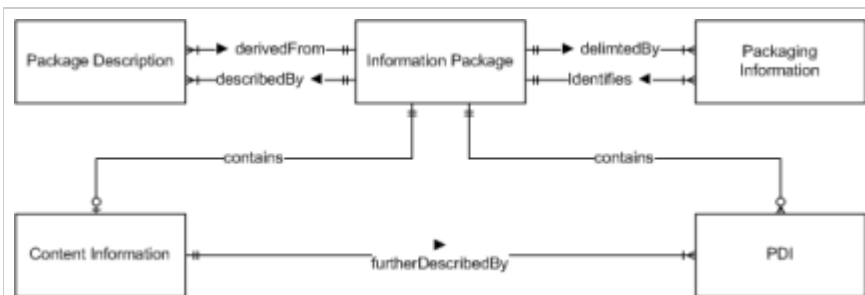 Package Description
derivedFrom
Information Package
delimtedBy
Packaging
Information
describedBy
Identifies
contains
contains
Content Information
furtherDescribedBy
PDI